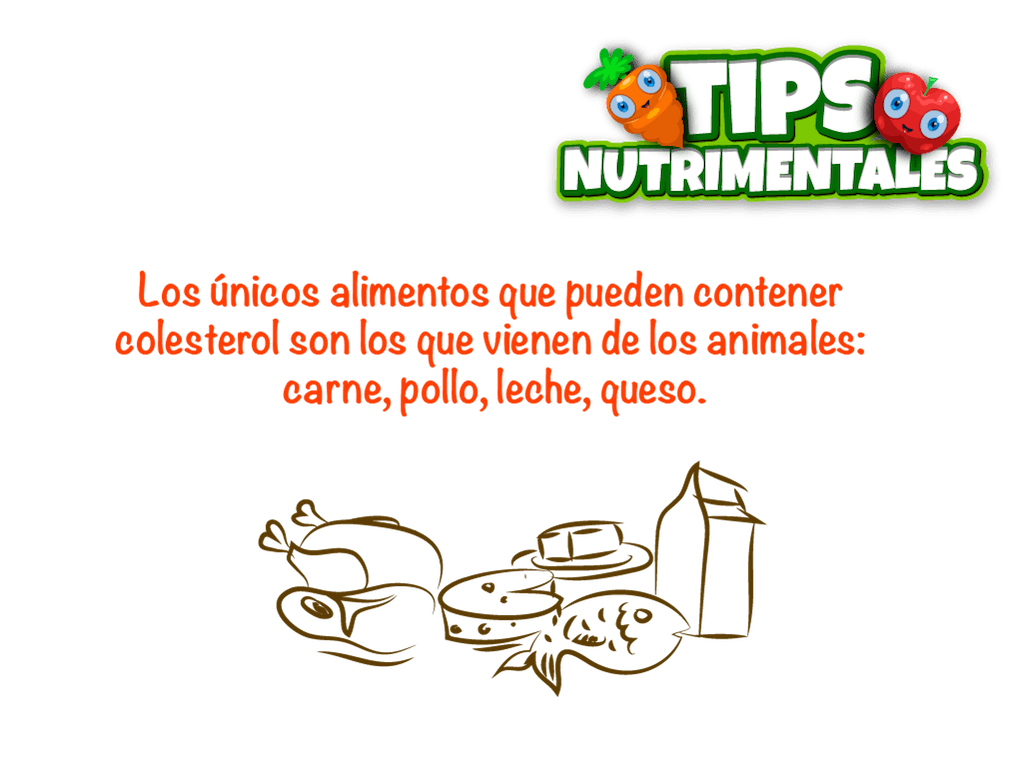 TIPS
NUTRIMENTALES
Los únicos alimentos que pueden contener
colesterol son los que vienen de los animales:
carne, pollo, leche, queso.